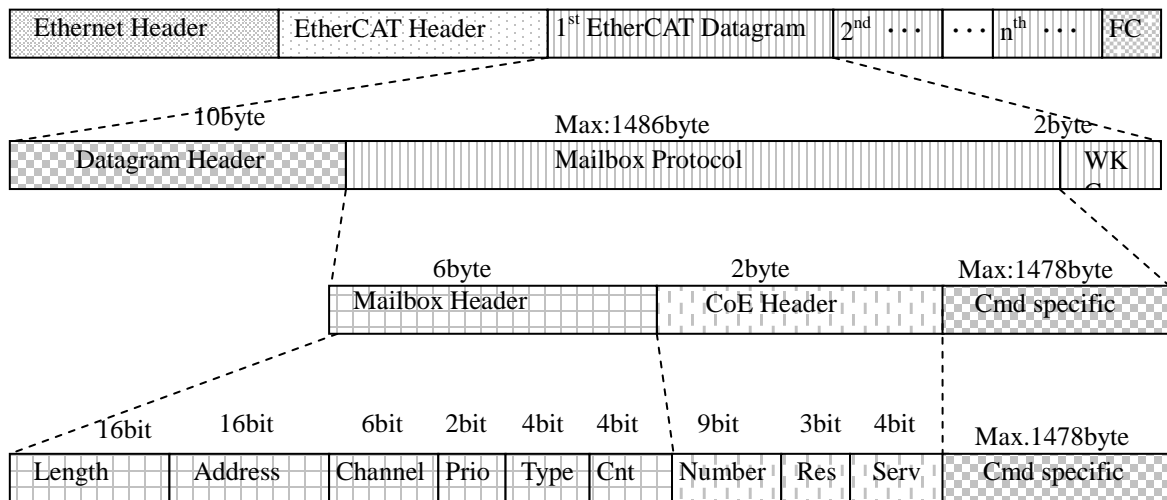 Ethernet Header EtherCAT Header 1st EtherCAT Datagram 2nd ··· ··· nth ··· FC
10byte Max:1486byte 2byte
Datagram Header Mailbox Protocol WK
6byte 2byte Max:1478byte
Mailbox Header CoE Header Cmd specific
16bit 16bit 6bit 2bit 4bit 4bit 9bit 3bit 4bit Max.1478byte
Length Address Channel Prio Type Cnt Number Res Serv Cmd specific